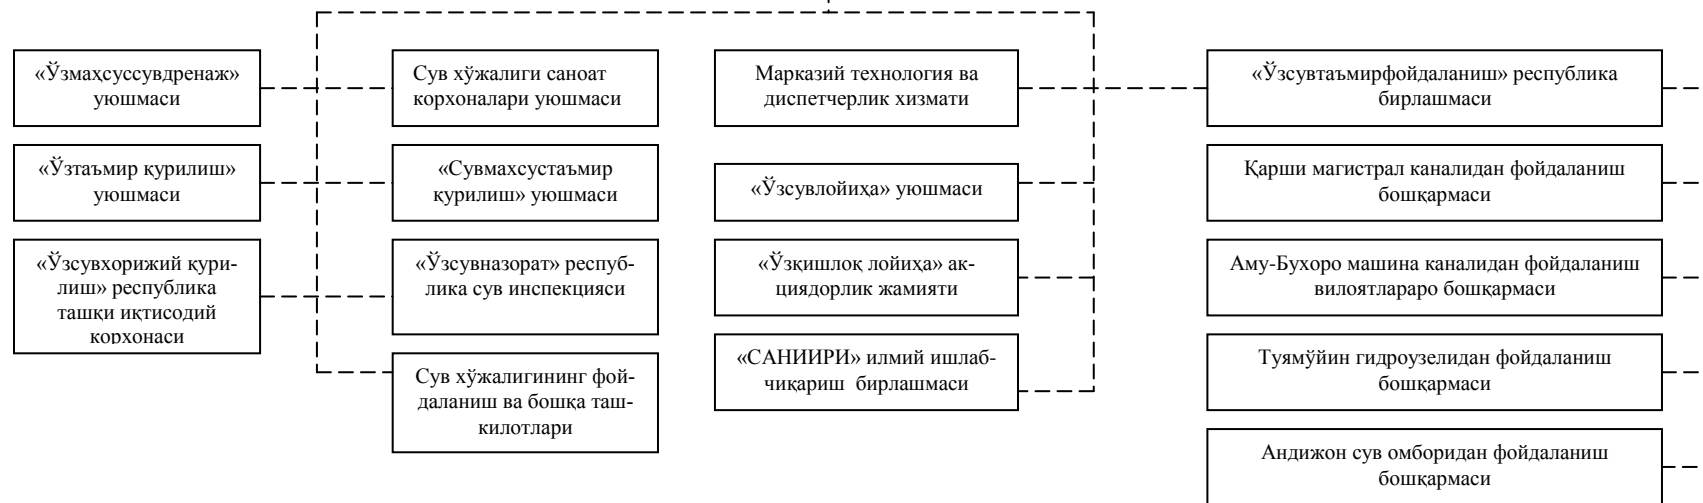 «Ўзмаҳсуссувдренаж»
уюшмаси
«Ўзтаъмир қурилиш»
уюшмаси
«Ўзсувхорижий қури-
лиш» республика
ташқи иқтисодий
корхонаси
Сув хўжалиги саноат
корхоналари уюшмаси
«Сувмахсустаъмир
қурилиш» уюшмаси
«Ўзсувназорат» респуб-
лика сув инспекцияси
Сув хўжалигининг фой-
даланиш ва бошқа таш-
килотлари
Марказий технология ва
диспетчерлик хизмати
«Ўзсувлойиҳа» уюшмаси
«Ўзқишлоқ лойиҳа» ак-
циядорлик жамияти
«САНИИРИ» илмий ишлаб-
чиқариш бирлашмаси
«Ўзсувтаъмирфойдаланиш» республика
бирлашмаси
Қарши магистрал каналидан фойдаланиш
бошқармаси
Аму-Бухоро машина каналидан фойдаланиш
вилоятлараро бошқармаси
Туямўйин гидроузелидан фойдаланиш
бошқармаси
Андижон сув омборидан фойдаланиш
бошқармаси